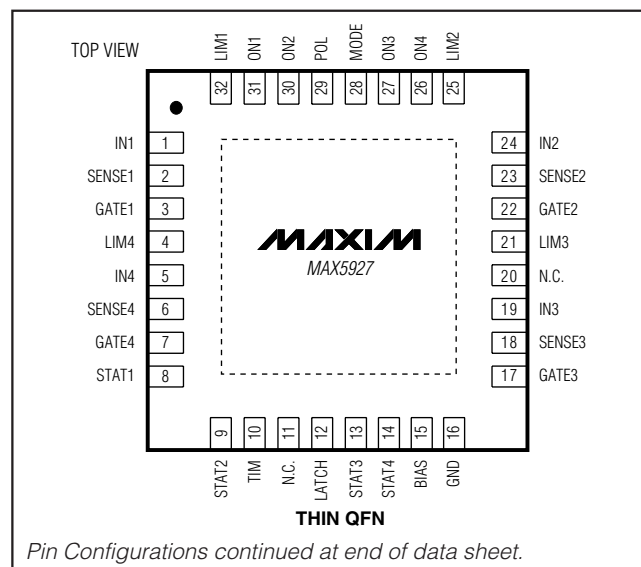 TOP VIEW
LIM1
ON1
ON2
POL
MODE
ON3
ON4
LIM2
32
31
30
29
28
27
26
25
IN1 1
SENSE1 2
GATE1 3
LIM4 4
IN4 5
SENSE4 6
GATE4 7
STAT1 8
MAXIM
MAX5927
24 IN2
23 SENSE2
22 GATE2
21 LIM3
20 N.C.
19 IN3
18 SENSE3
17 GATE3
9
10
11
12
13
14
15
16
STAT2
TIM
N.C.
LATCH
STAT3
STAT4
BIAS
GND
THIN QFN
Pin Configurations continued at end of data sheet.